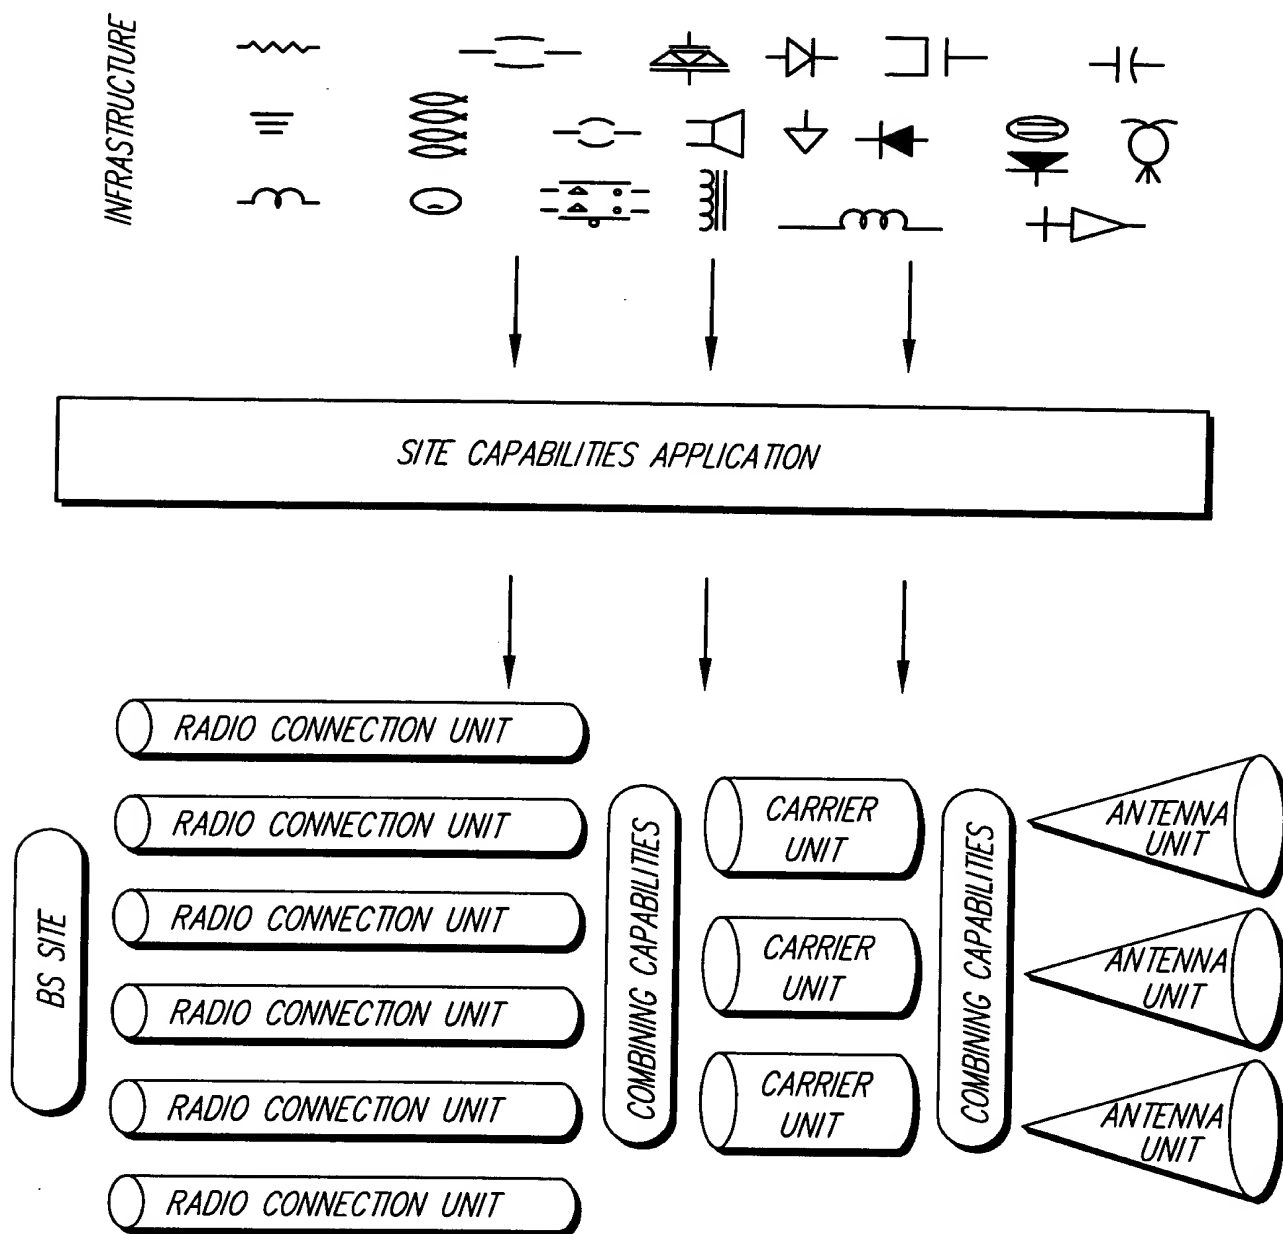 INFRASTRUCTURE
SITE CAPABILITIES APPLICATION
BS SITE
RADIO CONNECTION UNIT
RADIO CONNECTION UNIT
RADIO CONNECTION UNIT
RADIO CONNECTION UNIT
RADIO CONNECTION UNIT
RADIO CONNECTION UNIT
COMBINING CAPABILITIES
CARRIER
UNIT
CARRIER
UNIT
CARRIER
UNIT
COMBINING CAPABILITIES
ANTENNA
UNIT
ANTENNA
UNIT
ANTENNA
UNIT